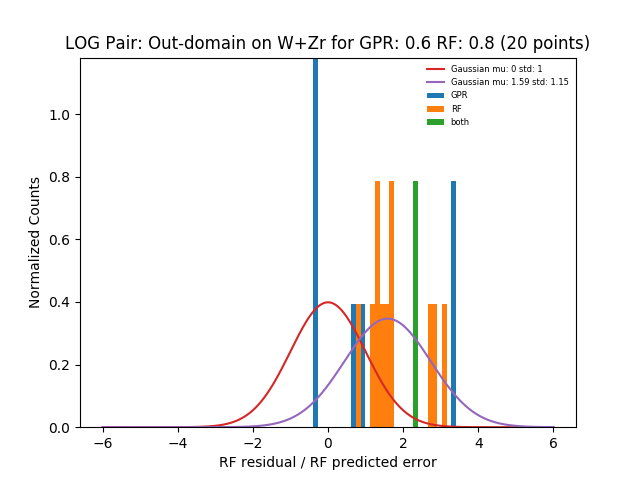 LOG Pair: Out-domain on W+Zr for GPR: 0.6 RF: 0.8 (20 points)
Gaussian mu: 0 std: 1
Gaussian mu: 1.59 std: 1.15
GPR
RF
both
Normalized Counts
1.0
0.8
0.6
0.4
0.2
0.0
−6 −4 −2 0 2 4 6
RF residual / RF predicted error